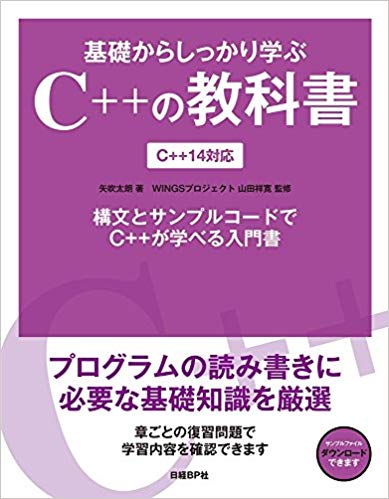 基礎からしっかり学ぶ
C++の教科書
C++14対応
矢吹太朗 著　WINGSプロジェクト 山田祥寛 監修
構文とサンプルコードで
C++が学べる入門書
C++
プログラムの読み書きに
必要な基礎知識を厳選
章ごとの復習問題で
学習内容を確認できます
サンプルファイル
ダウンロード
できます
日経BP社